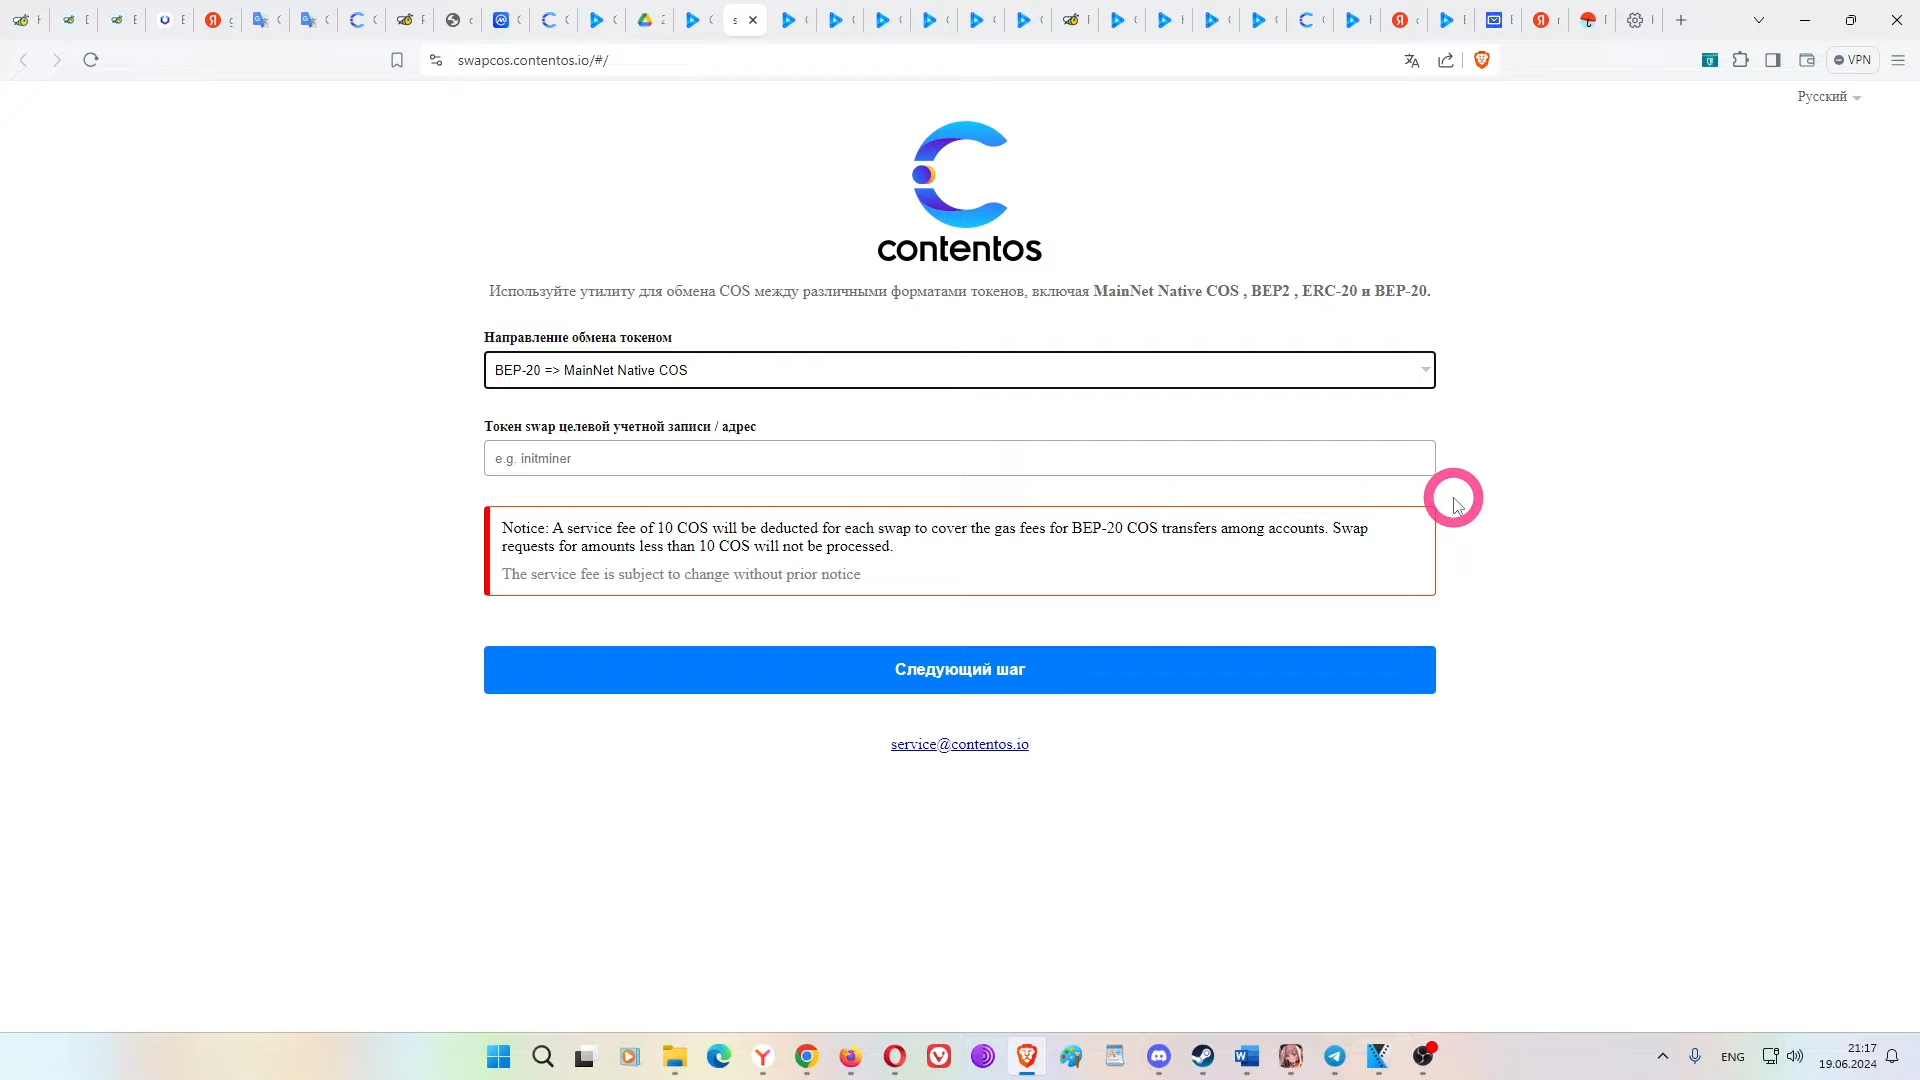 swapcos.contentos.io/#/
VPN
Русский
contentos
Используйте утилиту для обмена COS между различными форматами токенов, включая MainNet Native COS , BEP2 , ERC-20 и BEP-20.
Направление обмена токеном
BEP-20 => MainNet Native COS
Токен swap целевой учетной записи / адрес
e.g. initminer
Notice: A service fee of 10 COS will be deducted for each swap to cover the gas fees for BEP-20 COS transfers among accounts. Swap
requests for amounts less than 10 COS will not be processed.
The service fee is subject to change without prior notice
Следующий шаг
service@contentos.io
ENG
21:17
19.06.2024